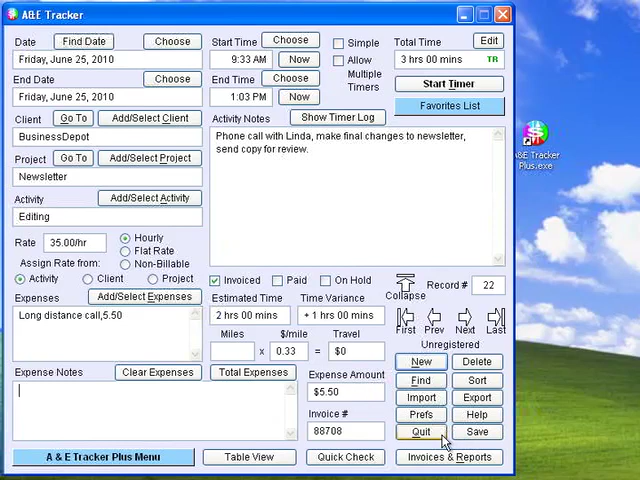 A&E Tracker
Date Find Date Choose
Friday, June 25, 2010
End Date Choose
Friday, June 25, 2010
Client Go To Add/Select Client
BusinessDepot
Project Go To Add/Select Project
Newsletter
Activity Add/Select Activity
Editing
Rate 35.00/hr Hourly
Flat Rate
Non-Billable
Assign Rate from:
Activity Client Project
Expenses Add/Select Expenses
Long distance call,5.50
Expense Notes Clear Expenses Total Expenses
Start Time Choose
9:33 AM Now
End Time Choose
1:03 PM Now
Simple
Allow
Multiple
Timers
Total Time Edit
3 hrs 00 mins TR
Start Timer
Favorites List
Activity Notes Show Timer Log
Phone call with Linda, make final changes to newsletter,
send copy for review.
Invoiced Paid On Hold
Collapse
Record # 22
Estimated Time Time Variance
2 hrs 00 mins + 1 hrs 00 mins
Miles $/mile Travel
x 0.33 = $0
First Prev Next Last
Unregistered
Expense Amount
$5.50
Invoice #
88708
New Delete
Find Sort
Import Export
Prefs Help
Quit Save
A & E Tracker Plus Menu Table View Quick Check Invoices & Reports
A&E Tracker
Plus.exe